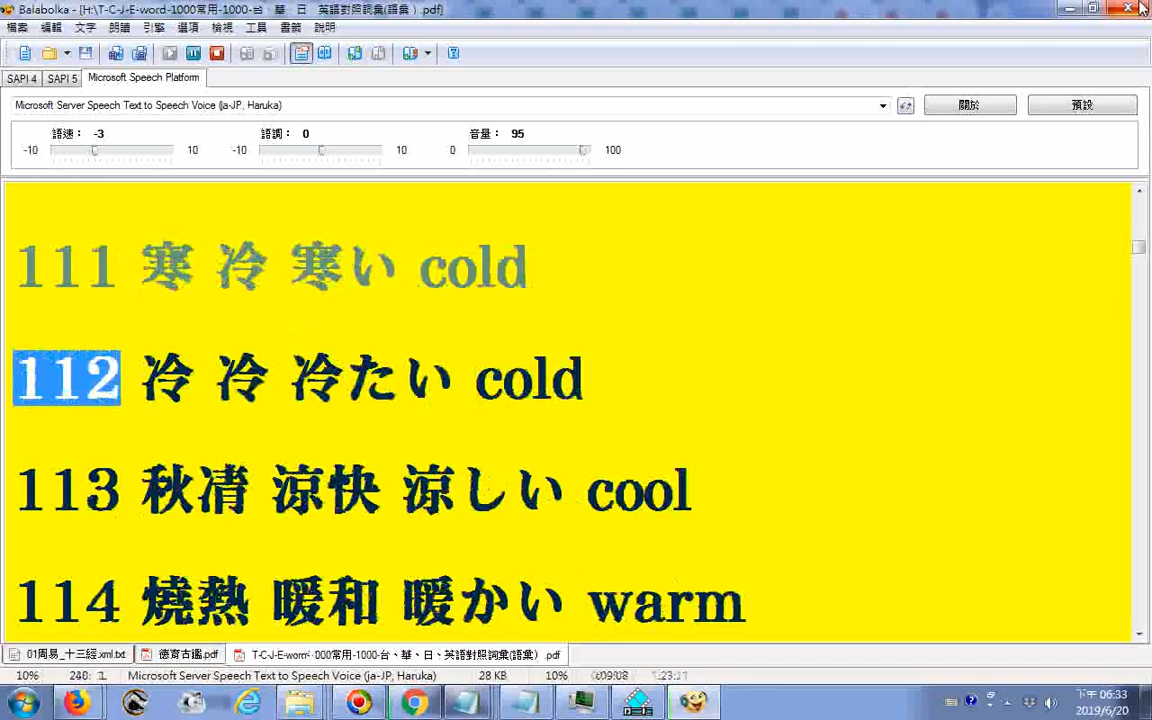 Balabolka - [H:\T-C-J-E-word-1000常用-1000-台、華、日、英語對照詞彙(語彙).pdf]
檔案 編輯 文字 朗讀 引擎 選項 檢視 工具 書籤 說明
SAPI 4 SAPI 5 Microsoft Speech Platform
Microsoft Server Speech Text to Speech Voice (ja-JP, Haruka) 關於 預設
語速： -3 語調： 0 音量： 95
-10 10 -10 10 0 100
111 寒 冷 寒い cold
112 冷 冷 冷たい cold
113 秋凊 涼快 涼しい cool
114 燒熱 暖和 暖かい warm
01周易_十三經.xml.txt 德育古鑑.pdf T-C-J-E-word-1000常用-1000-台、華、日、英語對照詞彙(語彙）.pdf
10% Microsoft Server Speech Text to Speech Voice (ja-JP, Haruka) 28 KB 10%
下午 06:33
2019/6/20